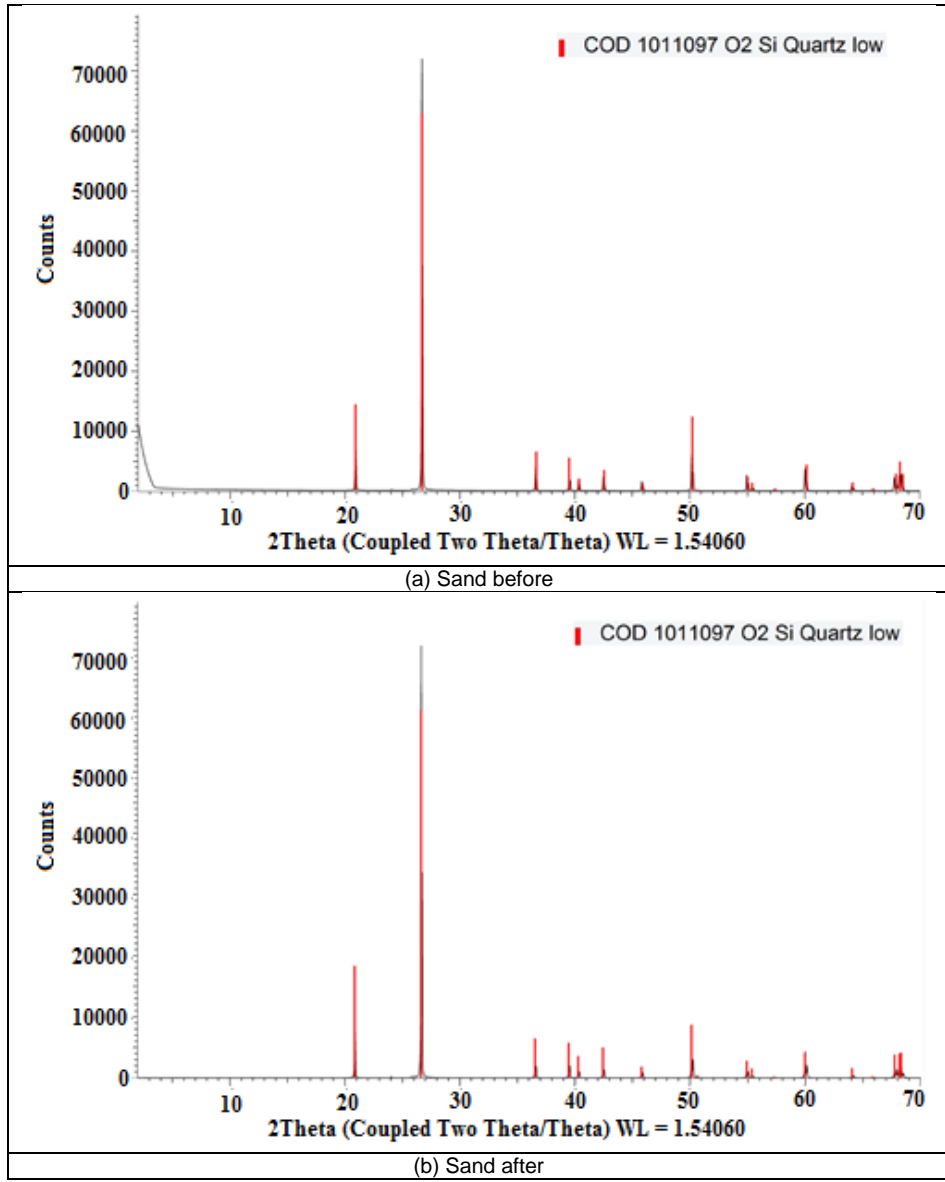 COD 1011097 O2 Si Quartz low
70000
60000
50000
40000
30000
20000
10000
0
Counts
10 20 30 40 50 60 70
2Theta (Coupled Two Theta/Theta) WL = 1.54060
(a) Sand before
COD 1011097 O2 Si Quartz low
70000
60000
50000
40000
30000
20000
10000
0
Counts
10 20 30 40 50 60 70
2Theta (Coupled Two Theta/Theta) WL = 1.54060
(b) Sand after